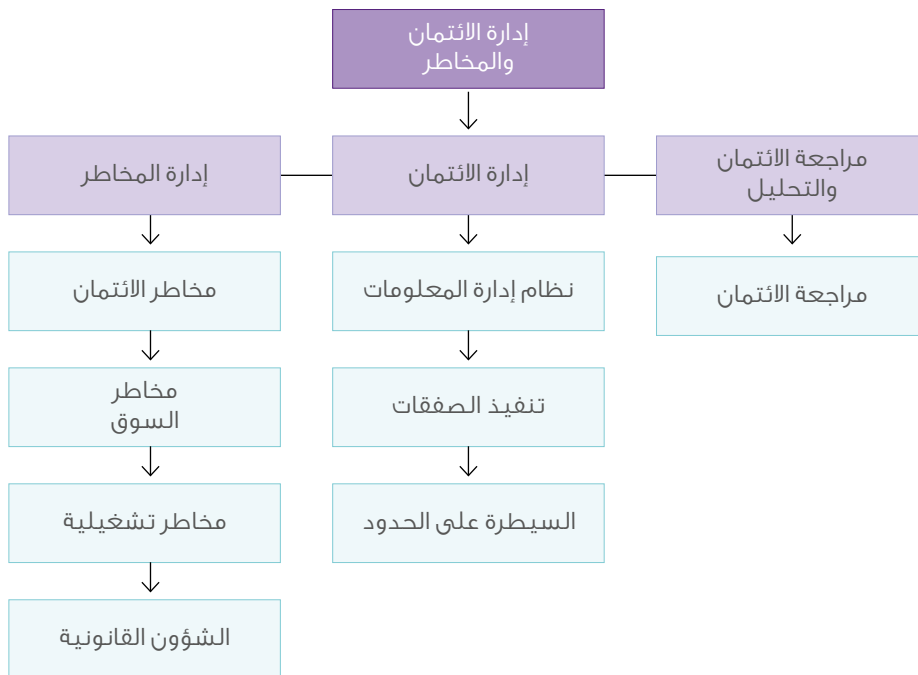 إدارة الائتمان
والمخاطر
مراجعة الائتمان
والتحليل
إدارة الائتمان
إدارة المخاطر
مراجعة الائتمان
نظام إدارة المعلومات
مخاطر الائتمان
تنفيذ الصفقات
مخاطر
السوق
السيطرة على الحدود
مخاطر تشغيلية
الشؤون القانونية